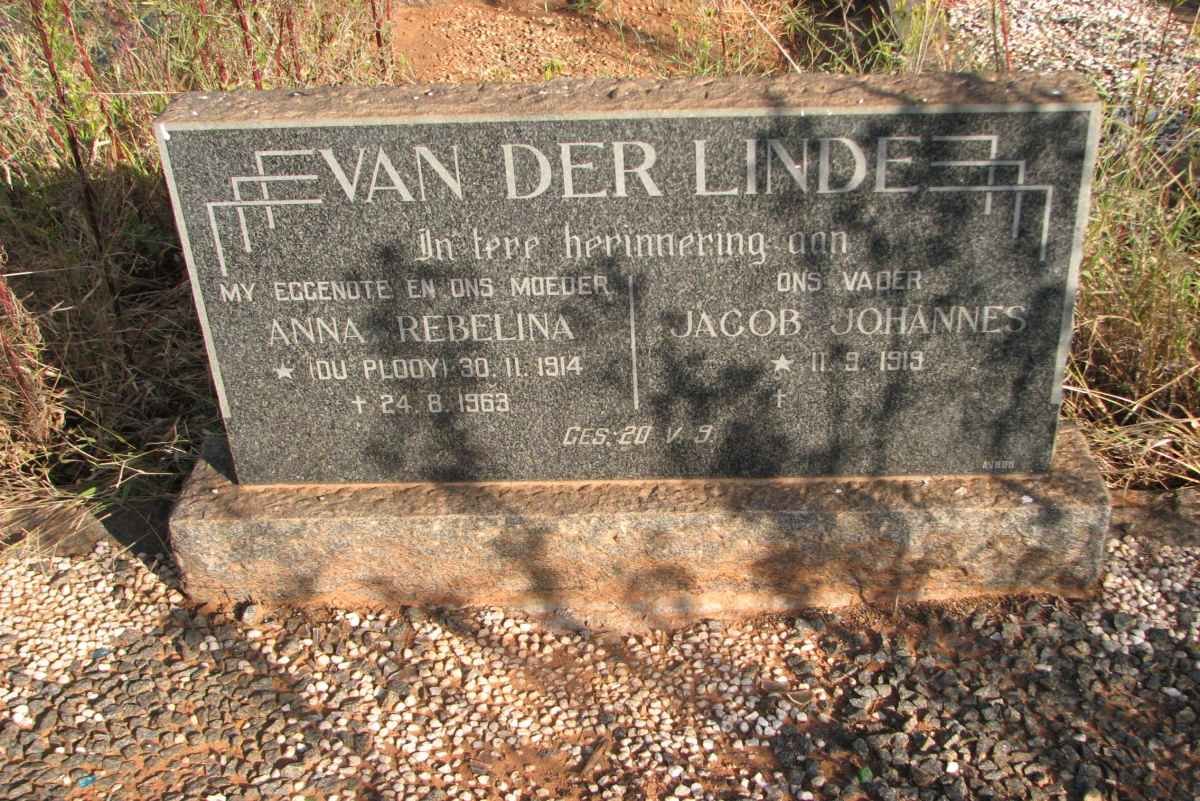 VAN DER LINDE
In tere herinnering aan
MY EGGENOTE EN ONS MOEDER
ANNA REBELINA
★ (DU PLOOY) 30. 11. 1914
✝ 24. 8. 1963
ONS VADER
JACOB JOHANNES
★ 11. 9. 1913
✝
GES: 20 V 9